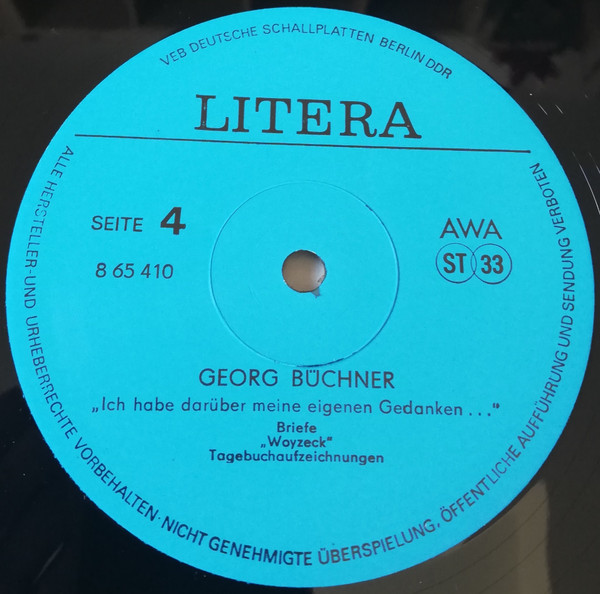 VEB DEUTSCHE SCHALLPLATTEN BERLIN DDR
LITERA
SEITE 4
8 65 410
AWA
ST 33
GEORG BÜCHNER
„Ich habe darüber meine eigenen Gedanken..."
Briefe
„Woyzeck"
Tagebuchaufzeichnungen
ALLE HERSTELLER- UND URHEBERRECHTE VORBEHALTEN· NICHT GENEHMIGTE ÜBERSPIELUNG, ÖFFENTLICHE AUFFÜHRUNG UND SENDUNG VERBOTEN